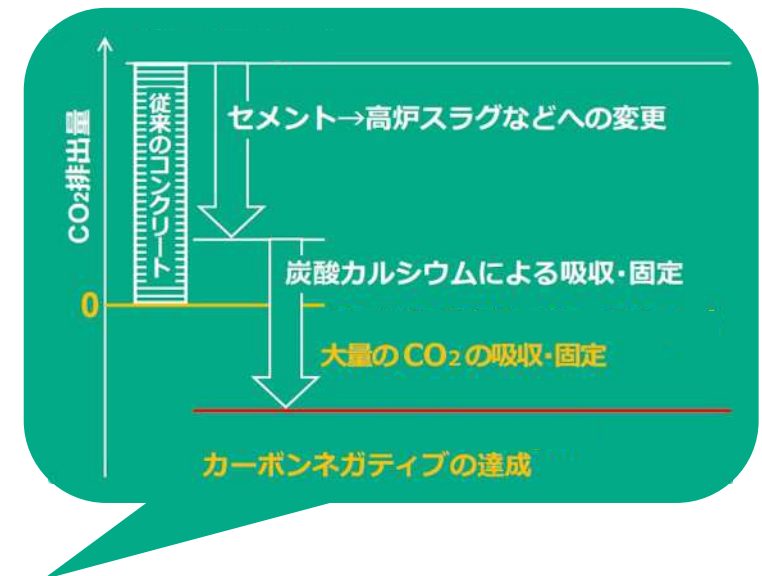 CO2排出量
従来のコンクリート
セメント→高炉スラグなどへの変更
炭酸カルシウムによる吸収・固定
0
大量のCO2の吸収・固定
カーボンネガティブの達成